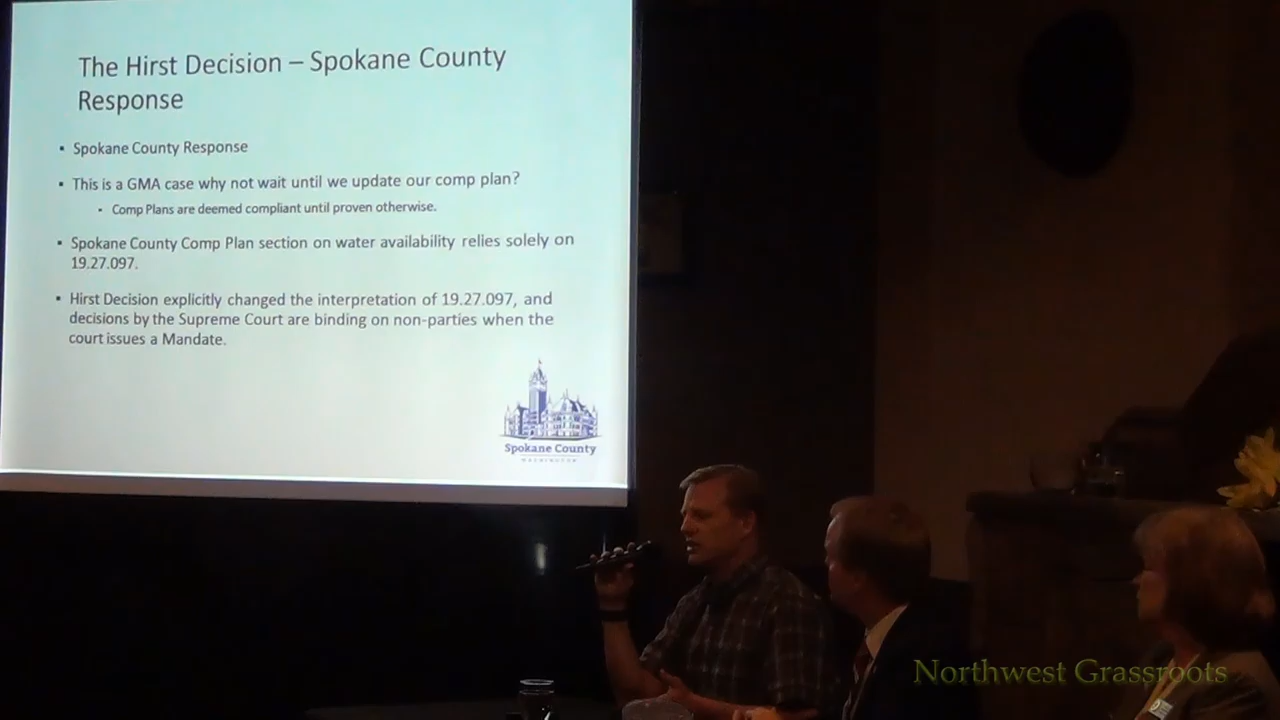 The Hirst Decision – Spokane County
Response
▪ Spokane County Response
▪ This is a GMA case why not wait until we update our comp plan?
▪ Comp Plans are deemed compliant until proven otherwise.
▪ Spokane County Comp Plan section on water availability relies solely on
19.27.097.
▪ Hirst Decision explicitly changed the interpretation of 19.27.097, and
decisions by the Supreme Court are binding on non-parties when the
court issues a Mandate.
Spokane County
WASHINGTON
Northwest Grassroots